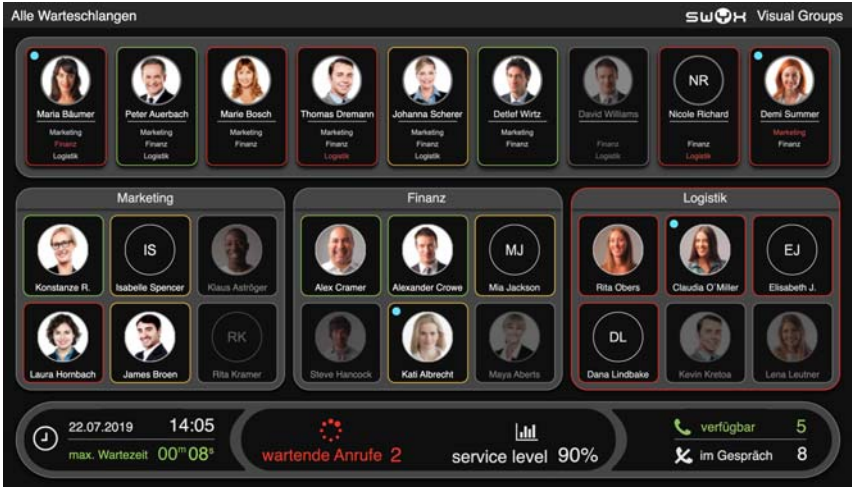 Alle Warteschlangen
swyx Visual Groups
Maria Bäumer
Marketing
Finanz
Logistik
Peter Auerbach
Marketing
Finanz
Logistik
Marie Bosch
Marketing
Finanz
Logistik
Thomas Dremann
Marketing
Finanz
Logistik
Johanna Scherer
Marketing
Finanz
Logistik
Detlef Wirtz
Marketing
Finanz
David Williams
Finanz
Logistik
NR
Nicole Richard
Finanz
Logistik
Demi Summer
Marketing
Finanz
Marketing
Konstanze R.
IS
Isabelle Spencer
Klaus Aströger
Laura Hornbach
James Broen
RK
Rita Kramer
Finanz
Alex Cramer
Alexander Crowe
MJ
Mia Jackson
Steve Hancock
Kati Albrecht
Maya Aberts
Logistik
Rita Obers
Claudia O´Miller
EJ
Elisabeth J.
DL
Dana Lindbake
Kevin Kretoa
Lena Leutner
22.07.2019 14:05
max. Wartezeit 00m 08s
wartende Anrufe 2
service level 90%
verfügbar 5
im Gespräch 8